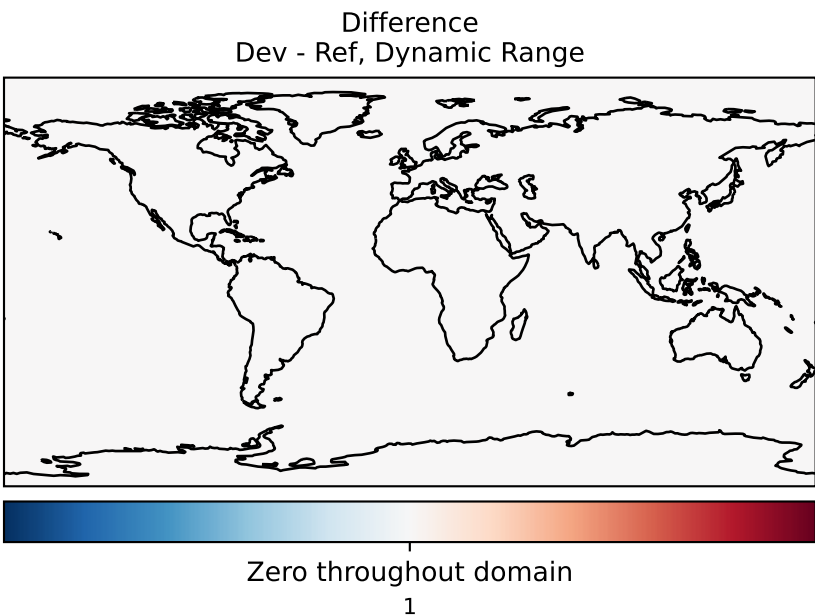 Difference
Dev - Ref, Dynamic Range
Zero throughout domain
1